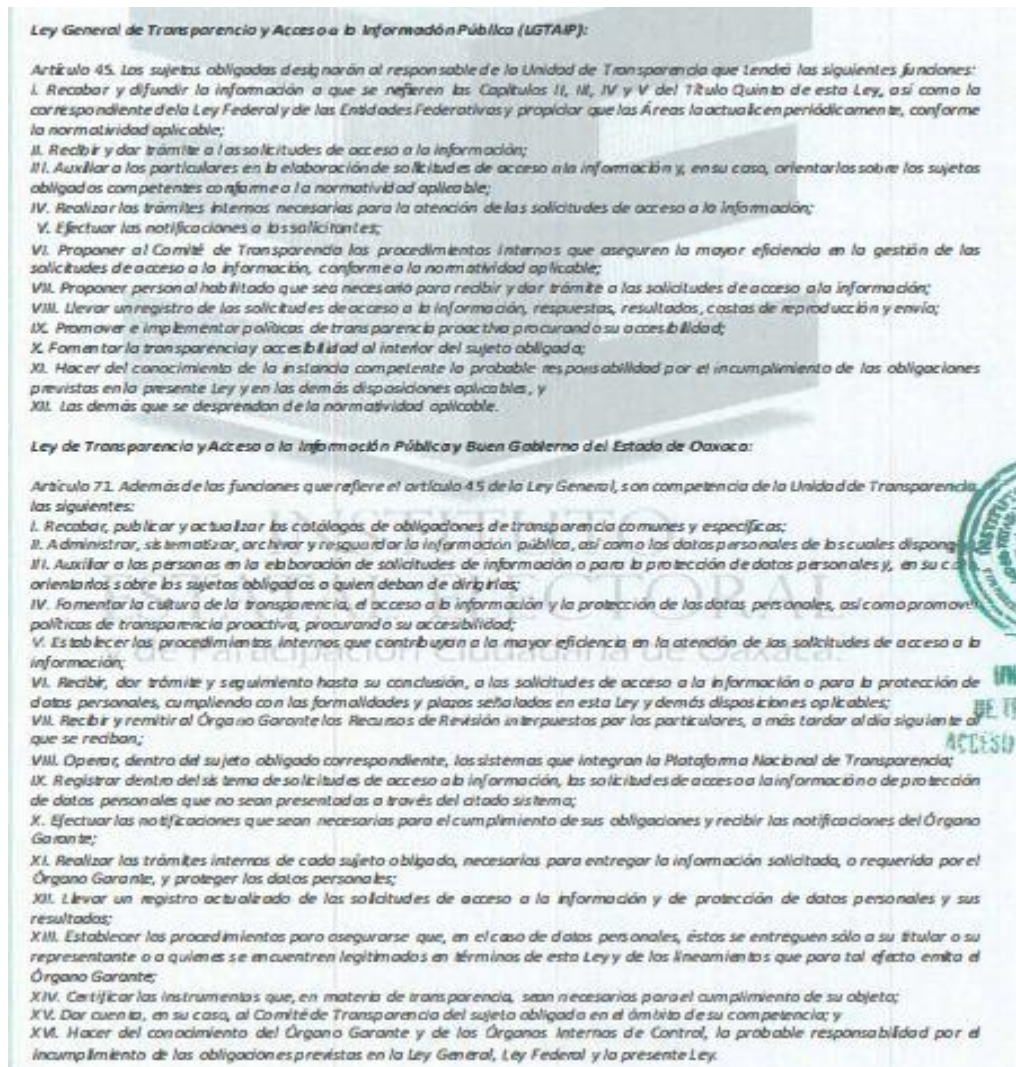 Ley General de Transparencia y Acceso a la Información Pública (LGTAIP):
Artículo 45. Los sujetos obligados designarán al responsable de la Unidad de Transparencia que tendrá las siguientes funciones:
I. Recabar y difundir la información a que se refieren los Capítulos II, III, IV y V del Título Quinto de esta Ley, así como la
correspondiente de la Ley Federal y de las Entidades Federativas y propiciar que las Áreas la actualicen periódicamente, conforme
la normatividad aplicable;
II. Recibir y dar trámite a las solicitudes de acceso a la información;
III. Auxiliar a los particulares en la elaboración de solicitudes de acceso a la información y, en su caso, orientarlos sobre los sujetos
obligados competentes conforme a la normatividad aplicable;
IV. Realizar los trámites internos necesarios para la atención de las solicitudes de acceso a la información;
V. Efectuar las notificaciones a los solicitantes;
VI. Proponer al Comité de Transparencia los procedimientos internos que aseguren la mayor eficiencia en la gestión de las
solicitudes de acceso a la información, conforme a la normatividad aplicable;
VII. Proponer personal habilitado que sea necesario para recibir y dar trámite a las solicitudes de acceso a la información;
VIII. Llevar un registro de las solicitudes de acceso a la información, respuestas, resultados, costos de reproducción y envío;
IX. Promover e implementar políticas de transparencia proactiva procurando su accesibilidad;
X. Fomentar la transparencia y accesibilidad al interior del sujeto obligado;
XI. Hacer del conocimiento de la instancia competente la probable responsabilidad por el incumplimiento de las obligaciones
previstas en la presente Ley y en las demás disposiciones aplicables, y
XII. Las demás que se desprendan de la normatividad aplicable.
Ley de Transparencia y Acceso a la Información Pública y Buen Gobierno del Estado de Oaxaca:
Artículo 71. Además de las funciones que refiere el artículo 45 de la Ley General, son competencia de la Unidad de Transparencia
las siguientes:
I. Recabar, publicar y actualizar los catálogos de obligaciones de transparencia comunes y específicas;
II. Administrar, sistematizar, archivar y resguardar la información pública, así como los datos personales de los cuales dispong
III. Auxiliar a las personas en la elaboración de solicitudes de información o para la protección de datos personales y, en su ca
orientarlos sobre los sujetos obligados a quien deban de dirigirlas;
IV. Fomentar la cultura de la transparencia, el acceso a la información y la protección de los datos personales, así como promover
políticas de transparencia proactiva, procurando su accesibilidad;
V. Establecer los procedimientos internos que contribuyan a la mayor eficiencia en la atención de las solicitudes de acceso a la
información;
VI. Recibir, dar trámite y seguimiento hasta su conclusión, a las solicitudes de acceso a la información o para la protección de
datos personales, cumpliendo con las formalidades y plazos señalados en esta Ley y demás disposiciones aplicables;
VII. Recibir y remitir al Órgano Garante los Recursos de Revisión interpuestos por los particulares, a más tardar al día siguiente al
que se reciban;
VIII. Operar, dentro del sujeto obligado correspondiente, los sistemas que integran la Plataforma Nacional de Transparencia;
IX. Registrar dentro del sistema de solicitudes de acceso a la información, las solicitudes de acceso a la información o de protección
de datos personales que no sean presentadas a través del citado sistema;
X. Efectuar las notificaciones que sean necesarias para el cumplimiento de sus obligaciones y recibir las notificaciones del Órgano
Garante;
XI. Realizar los trámites internos de cada sujeto obligado, necesarios para entregar la información solicitada, o requerida por el
Órgano Garante, y proteger los datos personales;
XII. Llevar un registro actualizado de las solicitudes de acceso a la información y de protección de datos personales y sus
resultados;
XIII. Establecer los procedimientos para asegurarse que, en el caso de datos personales, éstos se entreguen sólo a su titular o su
representante o a quienes se encuentren legitimados en términos de esta Ley y de los lineamientos que para tal efecto emita el
Órgano Garante;
XIV. Certificar los instrumentos que, en materia de transparencia, sean necesarios para el cumplimiento de su objeto;
XV. Dar cuenta, en su caso, al Comité de Transparencia del sujeto obligado en el ámbito de su competencia; y
XVI. Hacer del conocimiento del Órgano Garante y de los Órganos Internos de Control, la probable responsabilidad por el
incumplimiento de las obligaciones previstas en la Ley General, Ley Federal y la presente Ley.
INSTITUTO
ESTATAL ELECTORAL
y de Participación Ciudadana de Oaxaca.
ACCESO